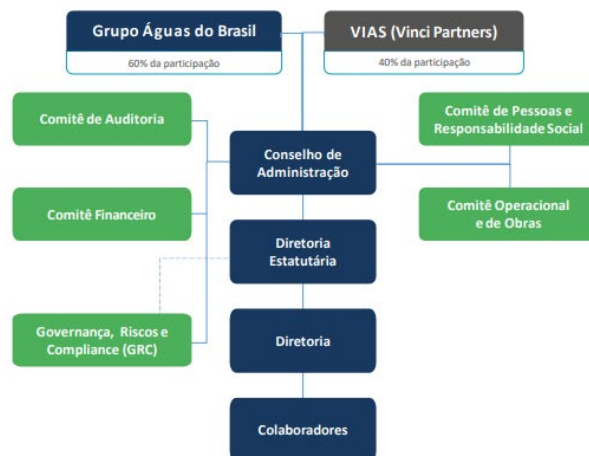 Grupo Águas do Brasil
60% da participação
VIAS (Vinci Partners)
40% da participação
Comitê de Auditoria
Comitê de Pessoas e
Responsabilidade Social
Conselho de
Administração
Comitê Financeiro
Comitê Operacional
e de Obras
Diretoria
Estatutária
Governança, Riscos e
Compliance (GRC)
Diretoria
Colaboradores